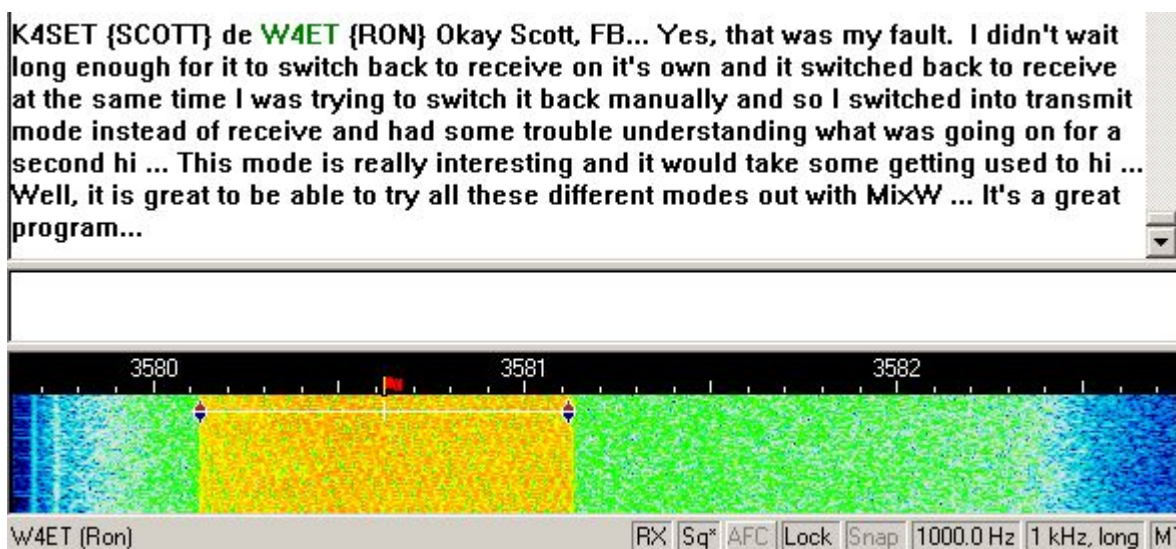 K4SET {SCOTT} de W4ET {RON} Okay Scott, FB... Yes, that was my fault.  I didn't wait
long enough for it to switch back to receive on it's own and it switched back to receive
at the same time I was trying to switch it back manually and so I switched into transmit
mode instead of receive and had some trouble understanding what was going on for a
second hi ... This mode is really interesting and it would take some getting used to hi ...
Well, it is great to be able to try all these different modes out with MixW ... It's a great
program...
3580 3581 3582
W4ET (Ron) RX Sq* AFC Lock Snap 1000.0 Hz 1 kHz, long